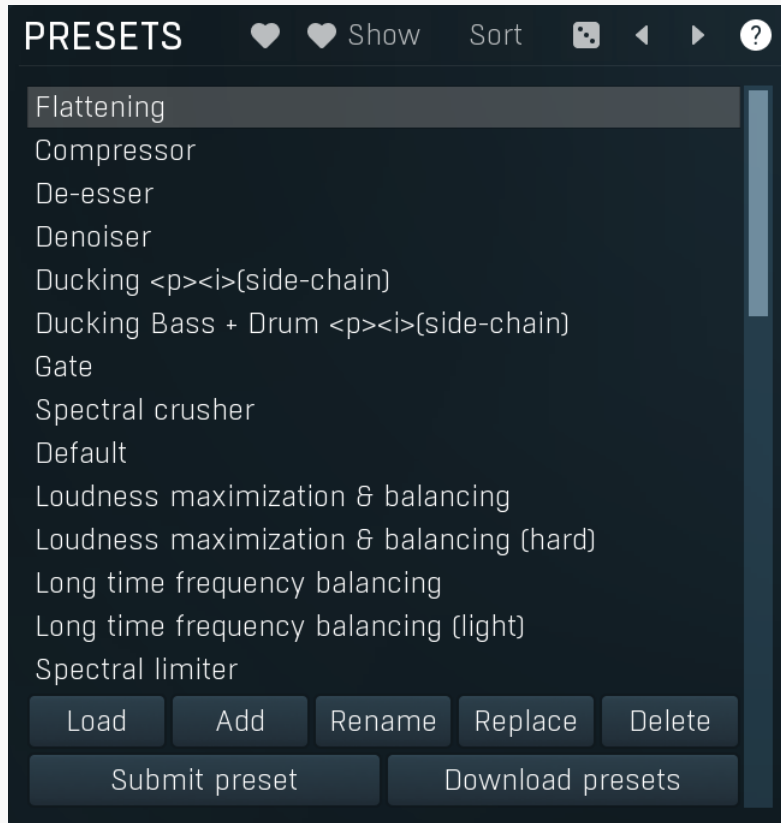 PRESETS Show Sort ?
Flattening
Compressor
De-esser
Denoiser
Ducking <p><i>(side-chain)
Ducking Bass + Drum <p><i>(side-chain)
Gate
Spectral crusher
Default
Loudness maximization & balancing
Loudness maximization & balancing (hard)
Long time frequency balancing
Long time frequency balancing (light)
Spectral limiter
Load Add Rename Replace Delete
Submit preset Download presets